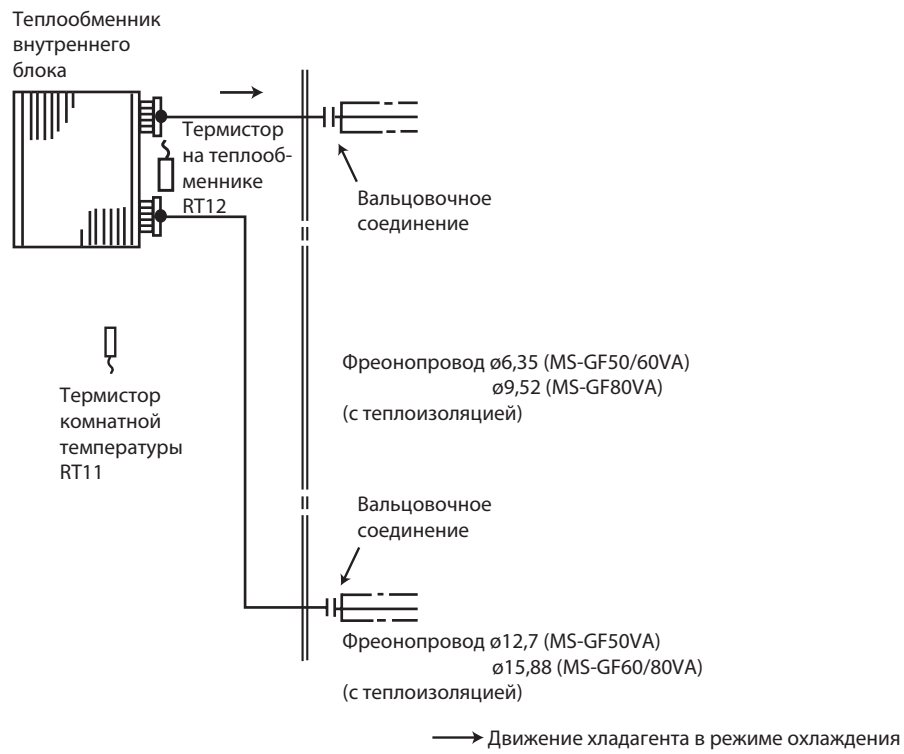 Теплообменник
внутреннего
блока
Термистор
на теплооб-
меннике
RT12
Вальцовочное
соединение
Фреонопровод ø6,35 (MS-GF50/60VA)
ø9,52 (MS-GF80VA)
(с теплоизоляцией)
Термистор
комнатной
температуры
RT11
Вальцовочное
соединение
Фреонопровод ø12,7 (MS-GF50VA)
ø15,88 (MS-GF60/80VA)
(с теплоизоляцией)
Движение хладагента в режиме охлаждения